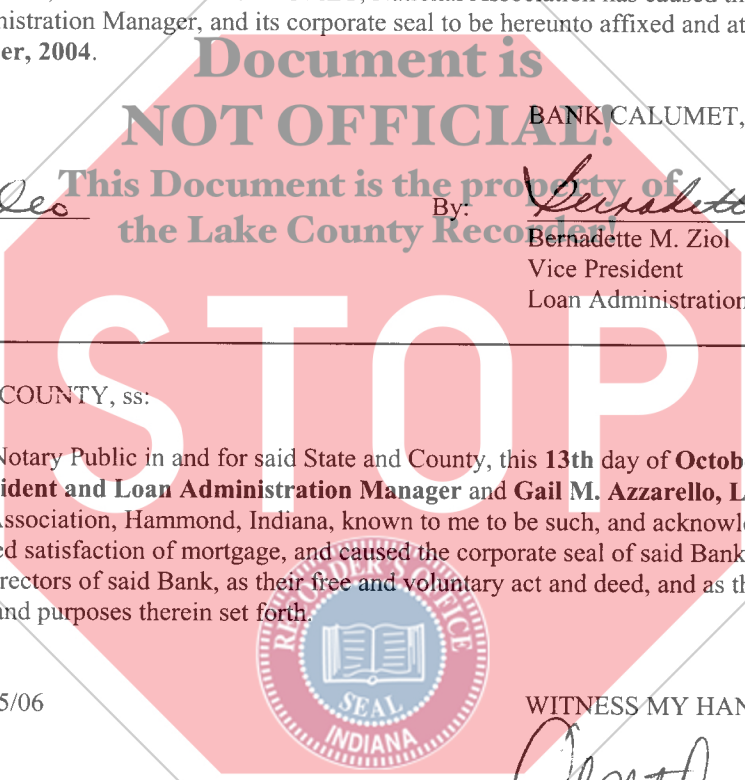 nistration Manager, and its corporate seal to be hereunto affixed and at
er, 2004.
Document is
NOT OFFICIAL!
BANK CALUMET,
This Document is the property of
the Lake County Recorder!
By: Bernadett
Bernadette M. Ziol
Vice President
Loan Administration
STOP
COUNTY, ss:
Notary Public in and for said State and County, this 13th day of Octob
ident and Loan Administration Manager and Gail M. Azzarello, L
Association, Hammond, Indiana, known to me to be such, and acknowle
ed satisfaction of mortgage, and caused the corporate seal of said Bank
rectors of said Bank, as their free and voluntary act and deed, and as th
and purposes therein set forth.
RECORDER'S OFFICE
SEAL
INDIANA
5/06
WITNESS MY HAN